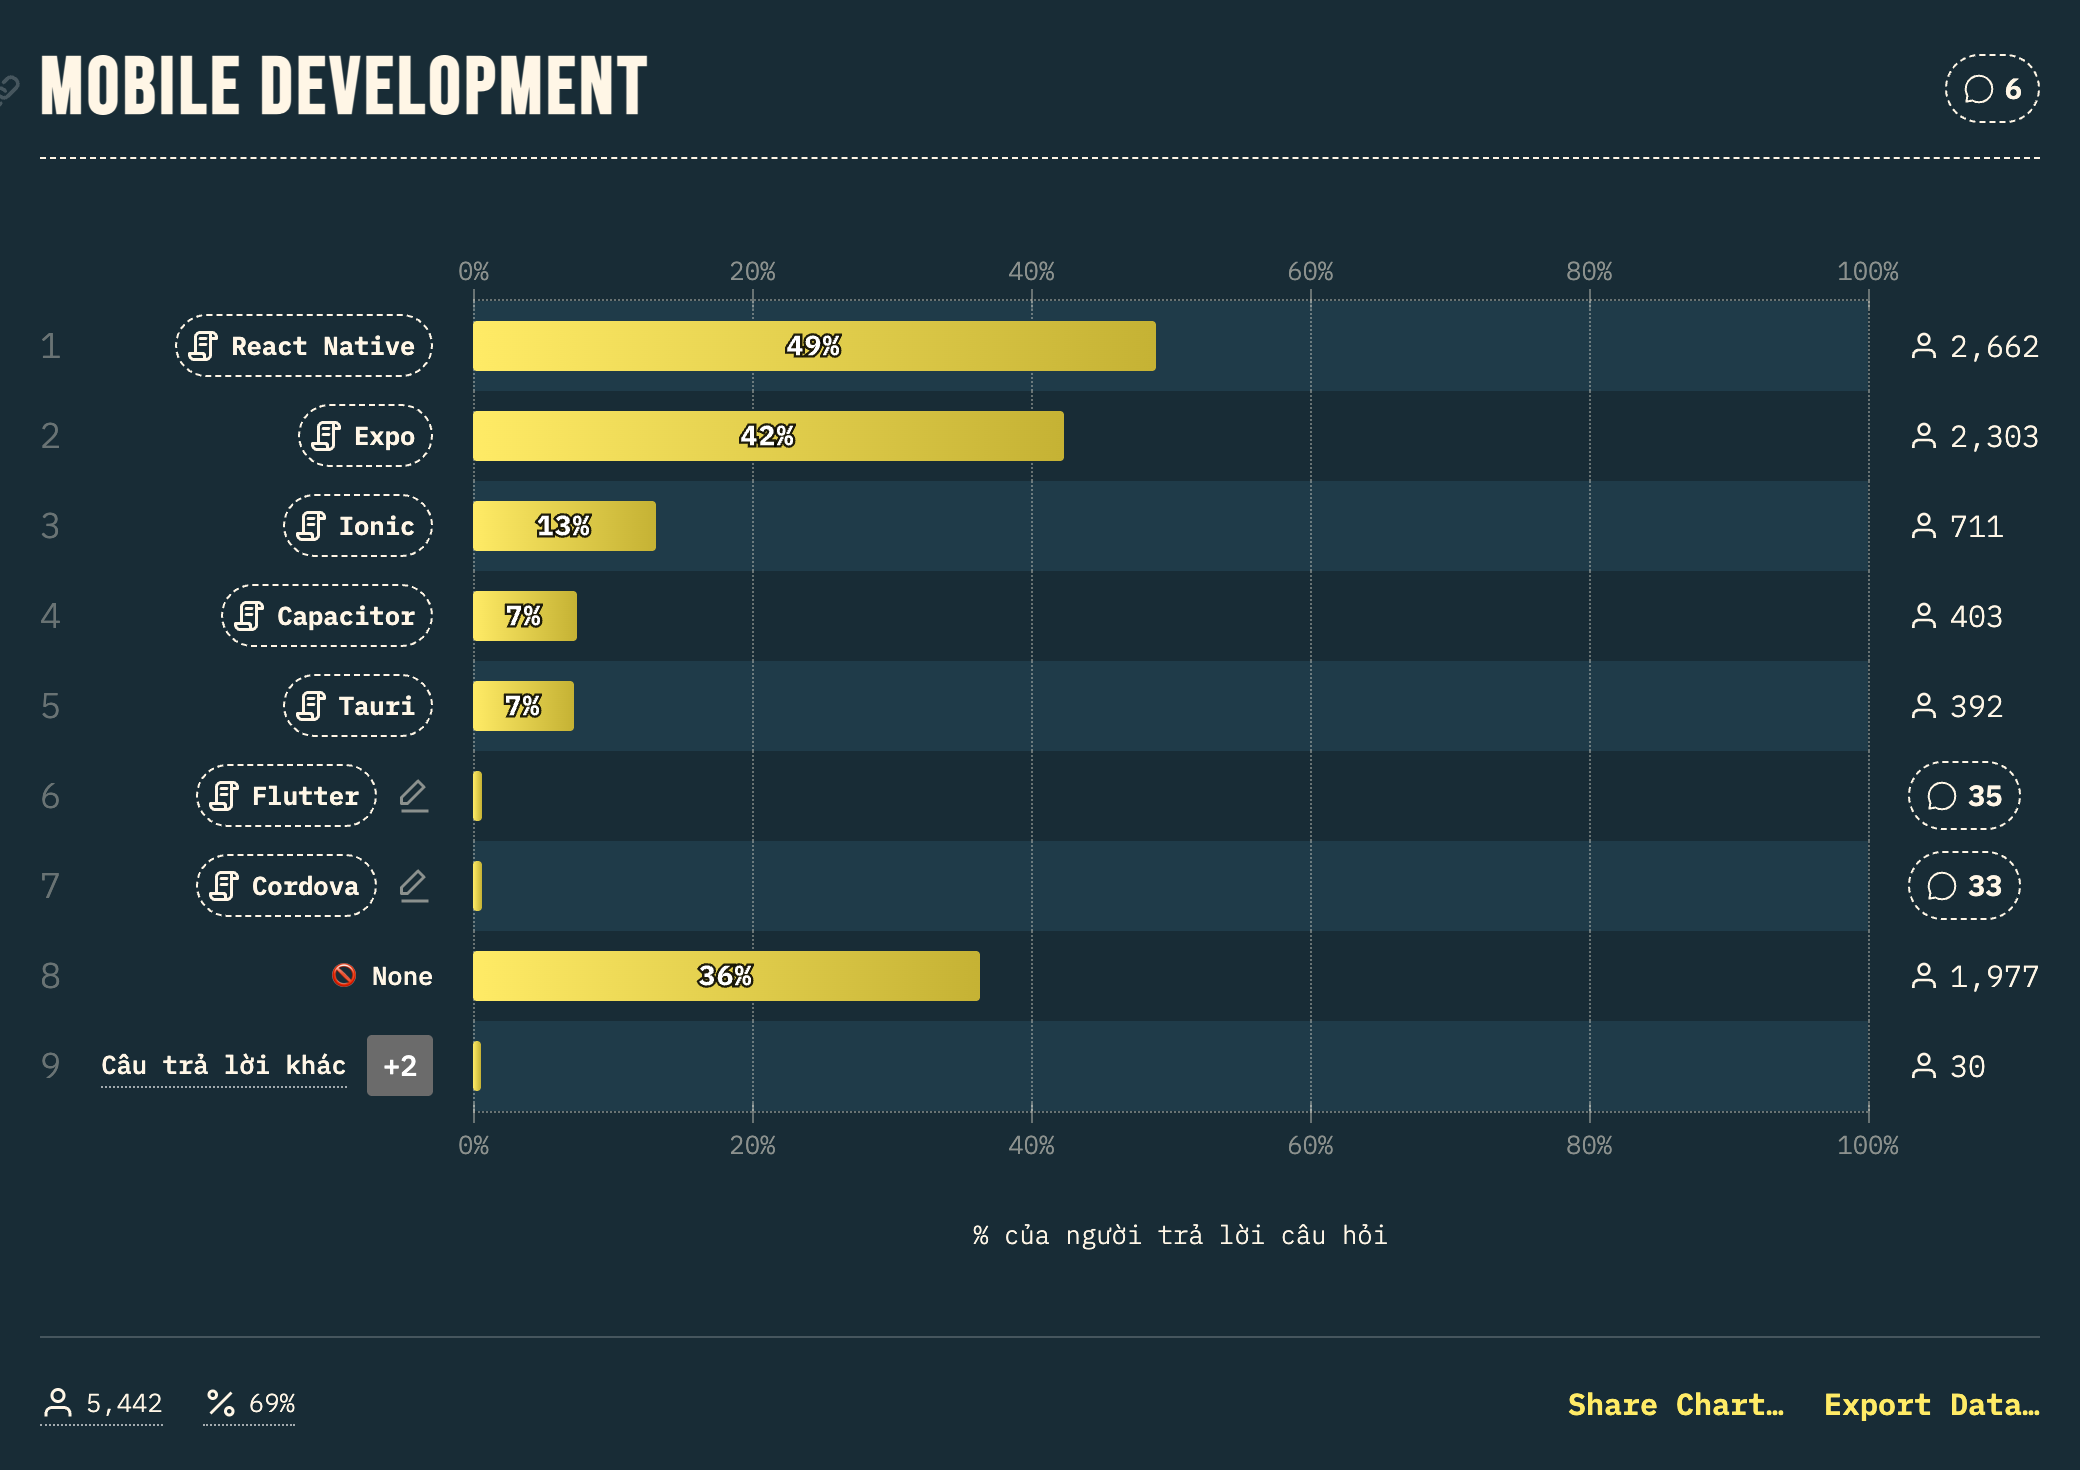 MOBILE DEVELOPMENT
6
0% 20% 40% 60% 80% 100%
1 React Native 49% 2,662
2 Expo 42% 2,303
3 Ionic 13% 711
4 Capacitor 7% 403
5 Tauri 7% 392
6 Flutter 35
7 Cordova 33
8 None 36% 1,977
9 Câu trả lời khác +2 30
0% 20% 40% 60% 80% 100%
% của người trả lời câu hỏi
5,442 69% Share Chart… Export Data…